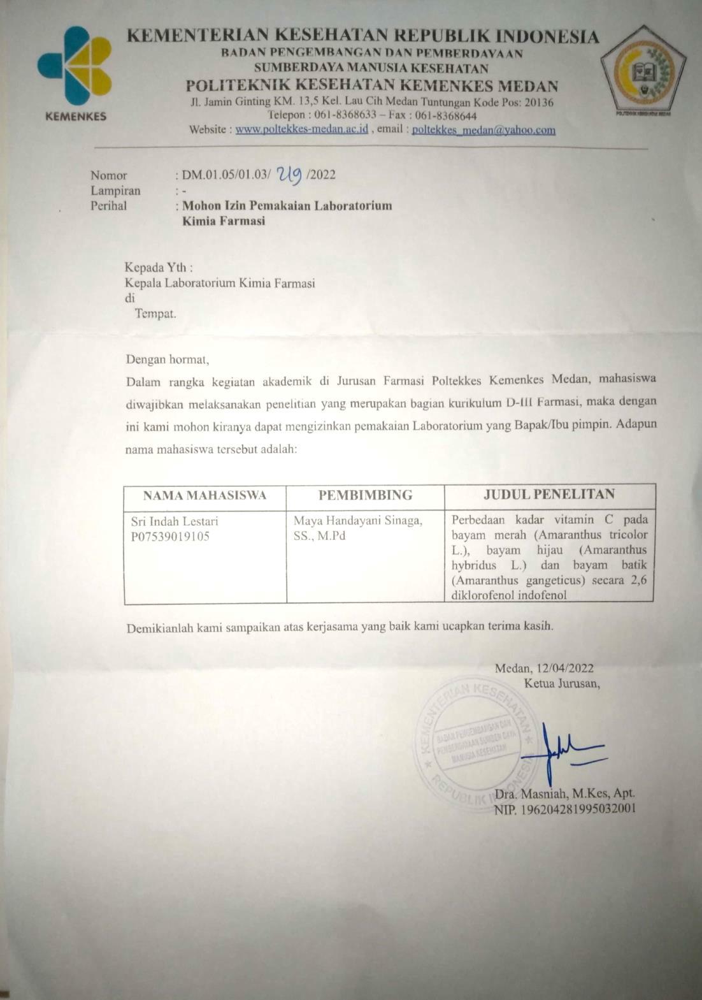 KEMENTERIAN KESEHATAN REPUBLIK INDONESIA
BADAN PENGEMBANGAN DAN PEMBERDAYAAN
SUMBERDAYA MANUSIA KESEHATAN
POLITEKNIK KESEHATAN KEMENKES MEDAN
Jl. Jamin Ginting KM. 13,5 Kel. Lau Cih Medan Tuntungan Kode Pos: 20136
Telepon : 061-8368633 – Fax : 061-8368644
Website : www.poltekkes-medan.ac.id , email : poltekkes_medan@yahoo.com
KEMENKES
POLITEKNIK KESEHATAN MEDAN
Nomor : DM.01.05/01.03/ 219 /2022
Lampiran : -
Perihal : Mohon Izin Pemakaian Laboratorium
Kimia Farmasi
Kepada Yth :
Kepala Laboratorium Kimia Farmasi
di
Tempat.
Dengan hormat,
Dalam rangka kegiatan akademik di Jurusan Farmasi Poltekkes Kemenkes Medan, mahasiswa
diwajibkan melaksanakan penelitian yang merupakan bagian kurikulum D-III Farmasi, maka dengan
ini kami mohon kiranya dapat mengizinkan pemakaian Laboratorium yang Bapak/Ibu pimpin. Adapun
nama mahasiswa tersebut adalah:
NAMA MAHASISWA PEMBIMBING JUDUL PENELITAN
Sri Indah Lestari
P07539019105
Maya Handayani Sinaga,
SS., M.Pd
Perbedaan kadar vitamin C pada
bayam merah (Amaranthus tricolor
L.), bayam hijau (Amaranthus
hybridus L.) dan bayam batik
(Amaranthus gangeticus) secara 2,6
diklorofenol indofenol
Demikianlah kami sampaikan atas kerjasama yang baik kami ucapkan terima kasih.
Medan, 12/04/2022
Ketua Jurusan,
KEMENTERIAN KESEHATAN
BADAN PENGEMBANGAN DAN
PEMBERDAYAAN SUMBER DAYA
MANUSIA KESEHATAN
REPUBLIK INDONESIA
Dra. Masniah, M.Kes, Apt.
NIP. 196204281995032001